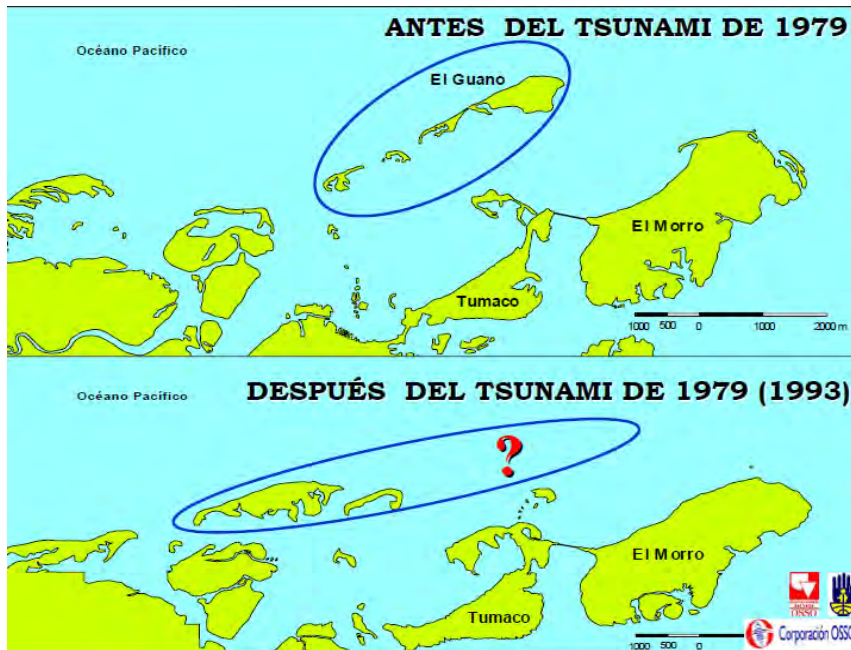 ANTES DEL TSUNAMI DE 1979
Océano Pacífico
El Guano
El Morro
Tumaco
1000 500 0 1000 2000 m
DESPUÉS DEL TSUNAMI DE 1979 (1993)
Océano Pacífico
?
El Morro
Tumaco
1000 500 0
OSSO
Corporación OSSO